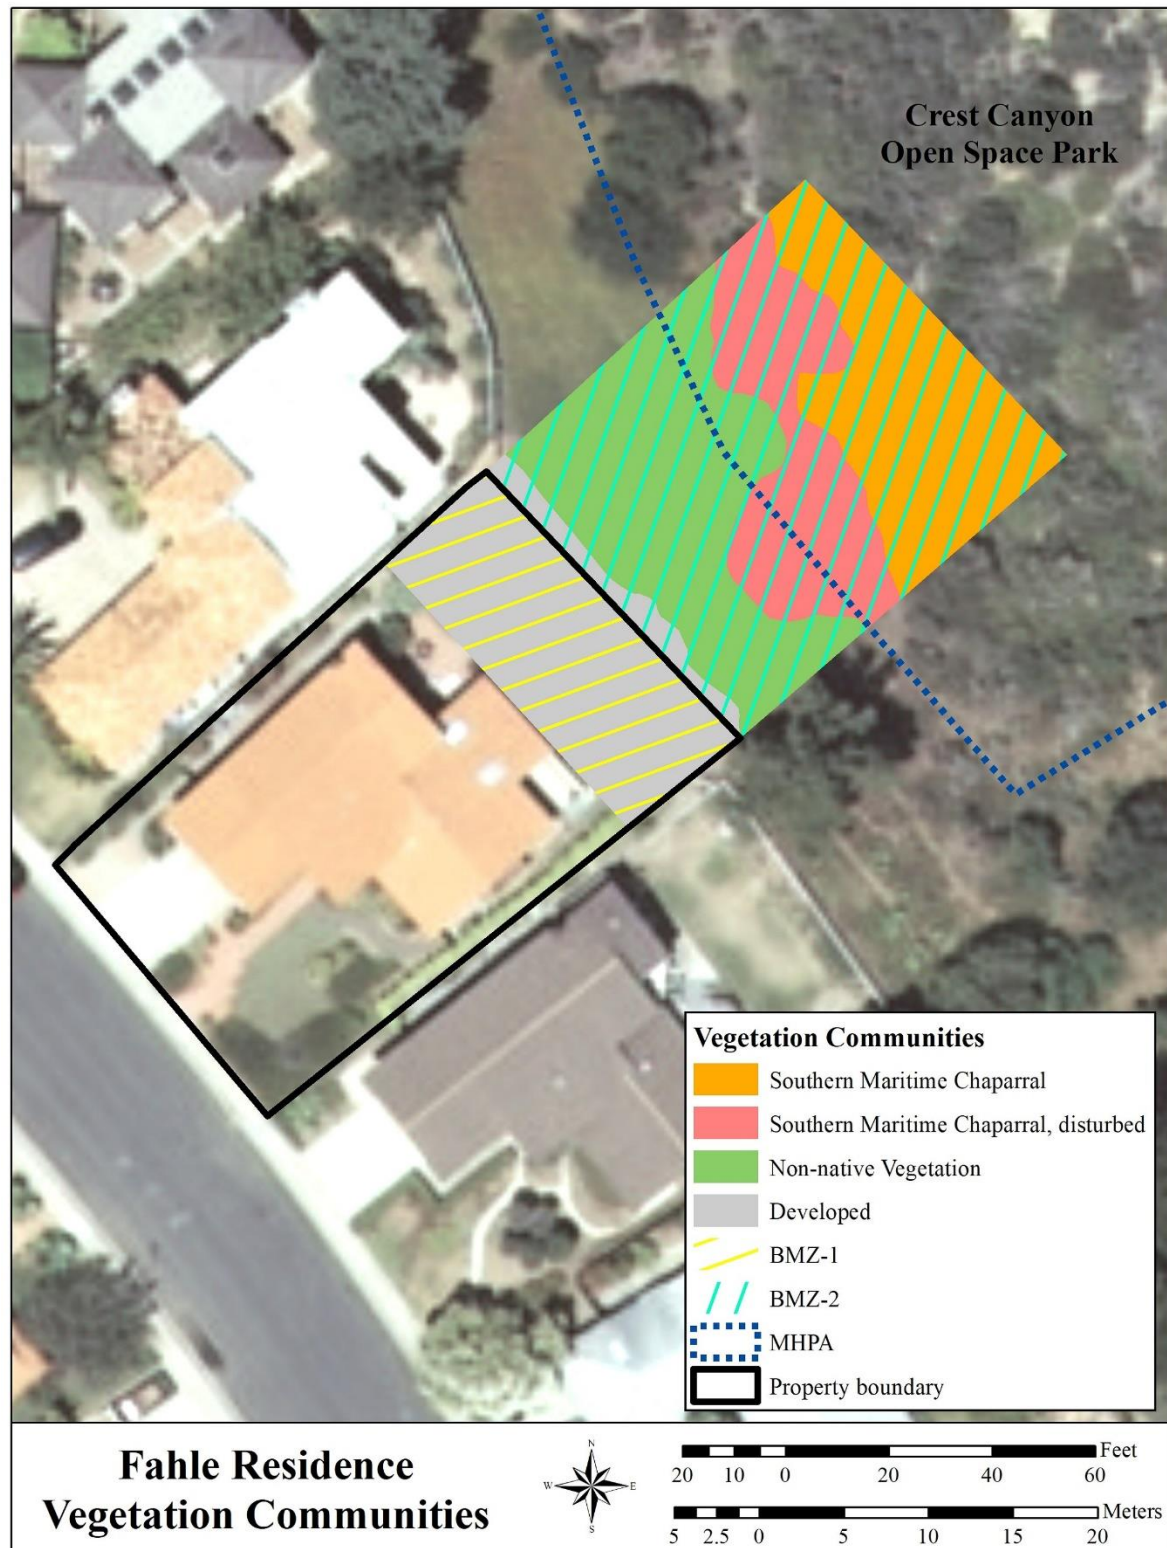 Crest Canyon
Open Space Park
Vegetation Communities
Southern Maritime Chaparral
Southern Maritime Chaparral, disturbed
Non-native Vegetation
Developed
BMZ-1
BMZ-2
MHPA
Property boundary
Fahle Residence
Vegetation Communities
N
W E
S
Feet
20 10 0 20 40 60
Meters
5 2.5 0 5 10 15 20